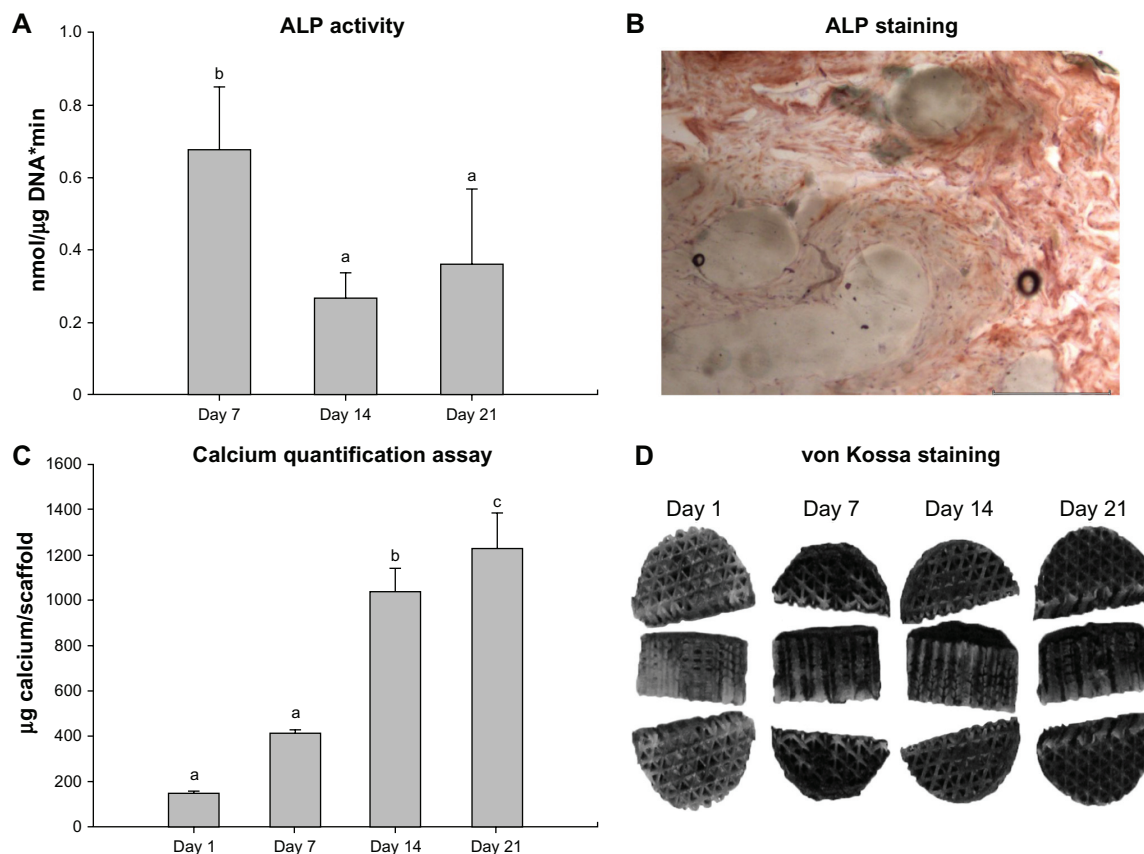 A
ALP activity
1.0
0.8
0.6
0.4
0.2
0
nmol/µg DNA*min
b
a
a
Day 7
Day 14
Day 21
B
ALP staining
C
Calcium quantification assay
1600
1400
1200
1000
800
600
400
200
0
µg calcium/scaffold
a
a
b
c
Day 1
Day 7
Day 14
Day 21
D
von Kossa staining
Day 1
Day 7
Day 14
Day 21